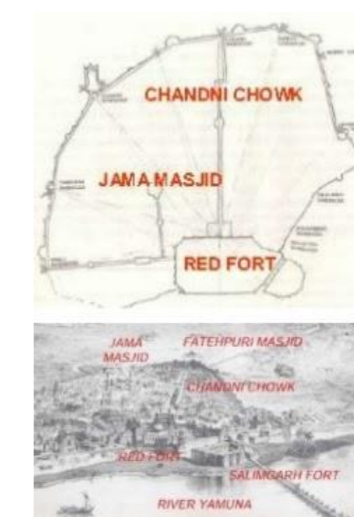 CHANDNI CHOWK
JAMA MASJID
RED FORT
JAMA
MASJID
FATEHPURI MASJID
CHANDNI CHOWK
RED FORT
SALIMGARH FORT
RIVER YAMUNA